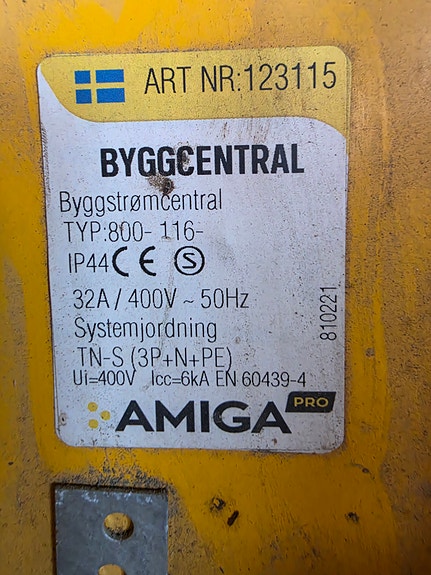 ART NR:123115
BYGGCENTRAL
Byggstrømcentral
TYP:800- 116-
IP44 CE S
32A / 400V ~ 50Hz
Systemjordning
TN-S (3P+N+PE)
Ui=400V Icc=6kA EN 60439-4
810221
AMIGA PRO